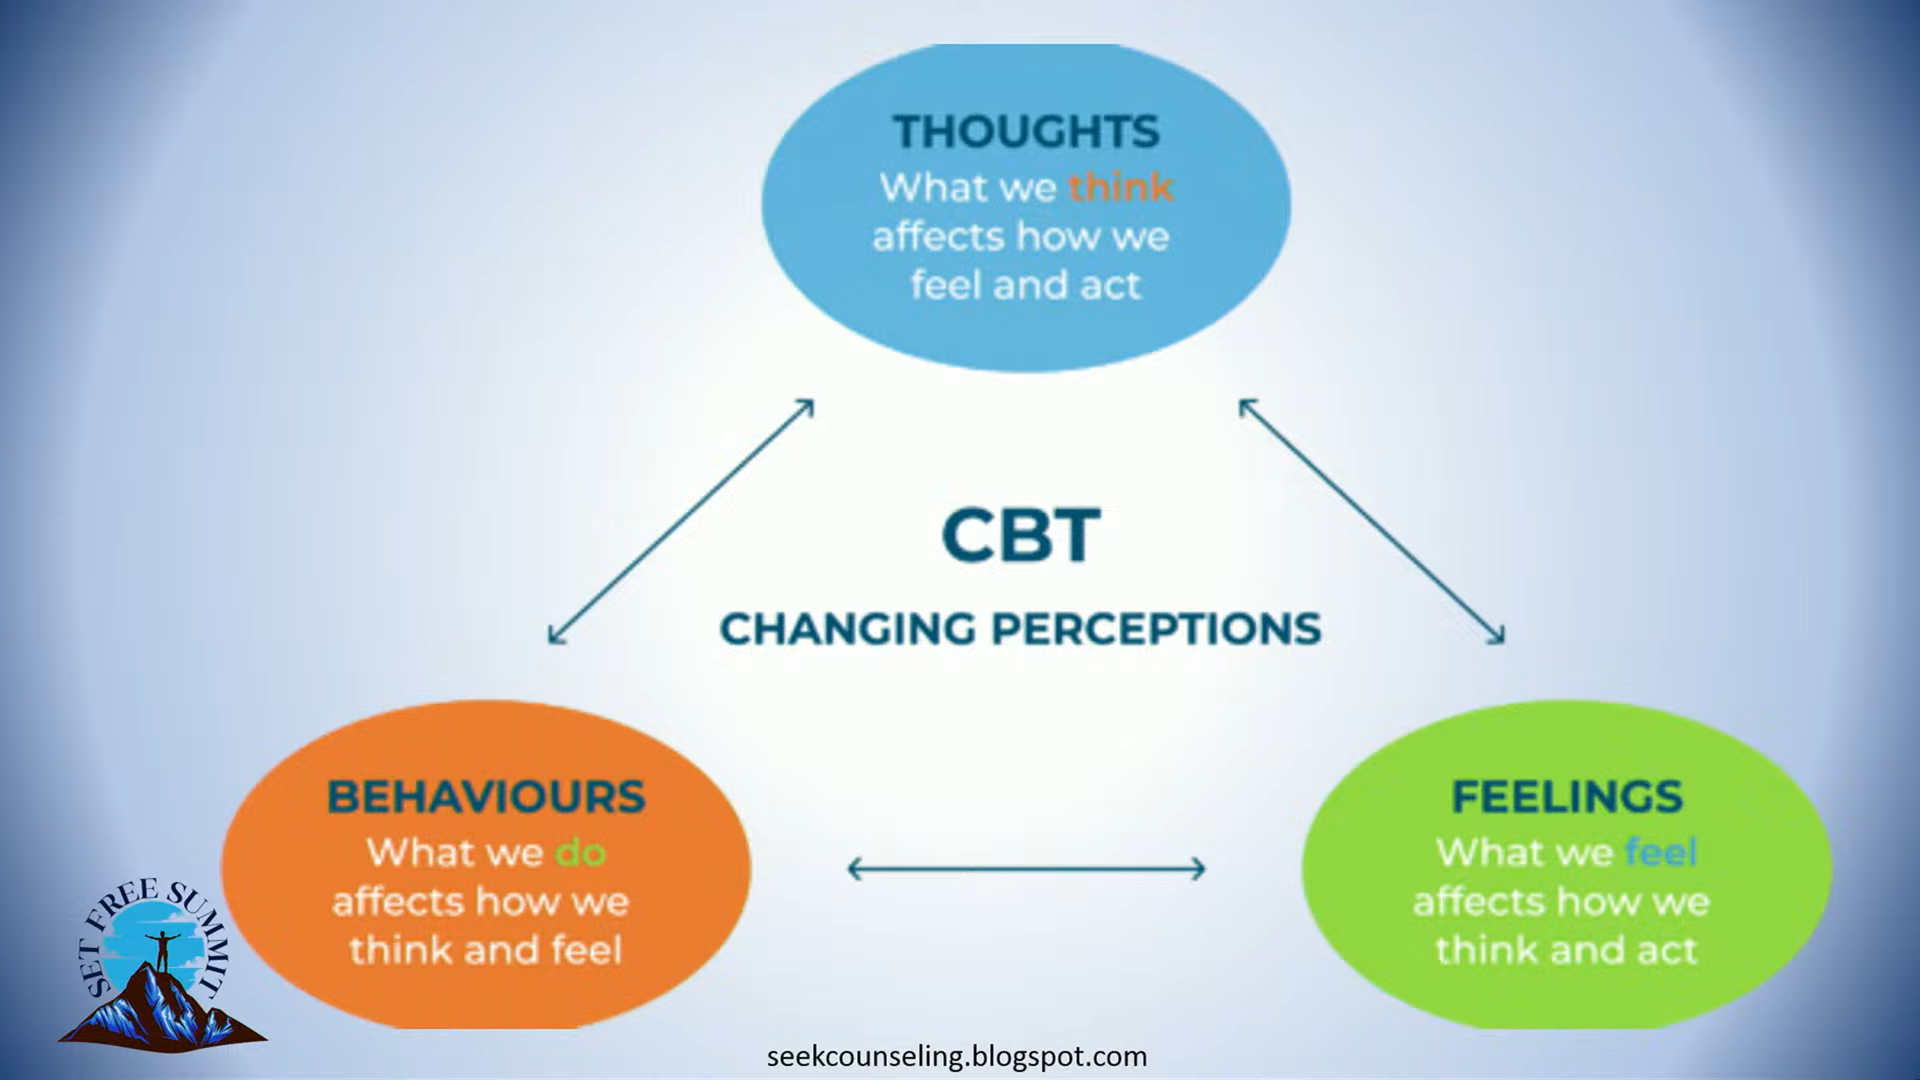 THOUGHTS
What we think
affects how we
feel and act
CBT
CHANGING PERCEPTIONS
BEHAVIOURS
What we do
affects how we
think and feel
FEELINGS
What we feel
affects how we
think and act
SET FREE SUMMIT
seekcounseling.blogspot.com